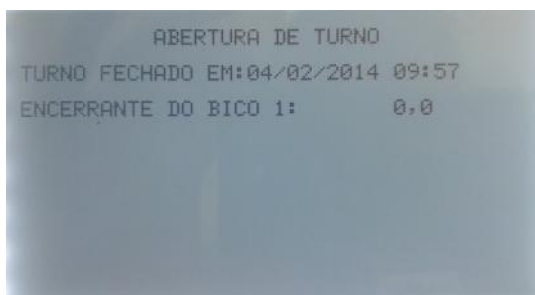 ABERTURA DE TURNO
TURNO FECHADO EM:04/02/2014 09:57
ENCERRANTE DO BICO 1: 0,0